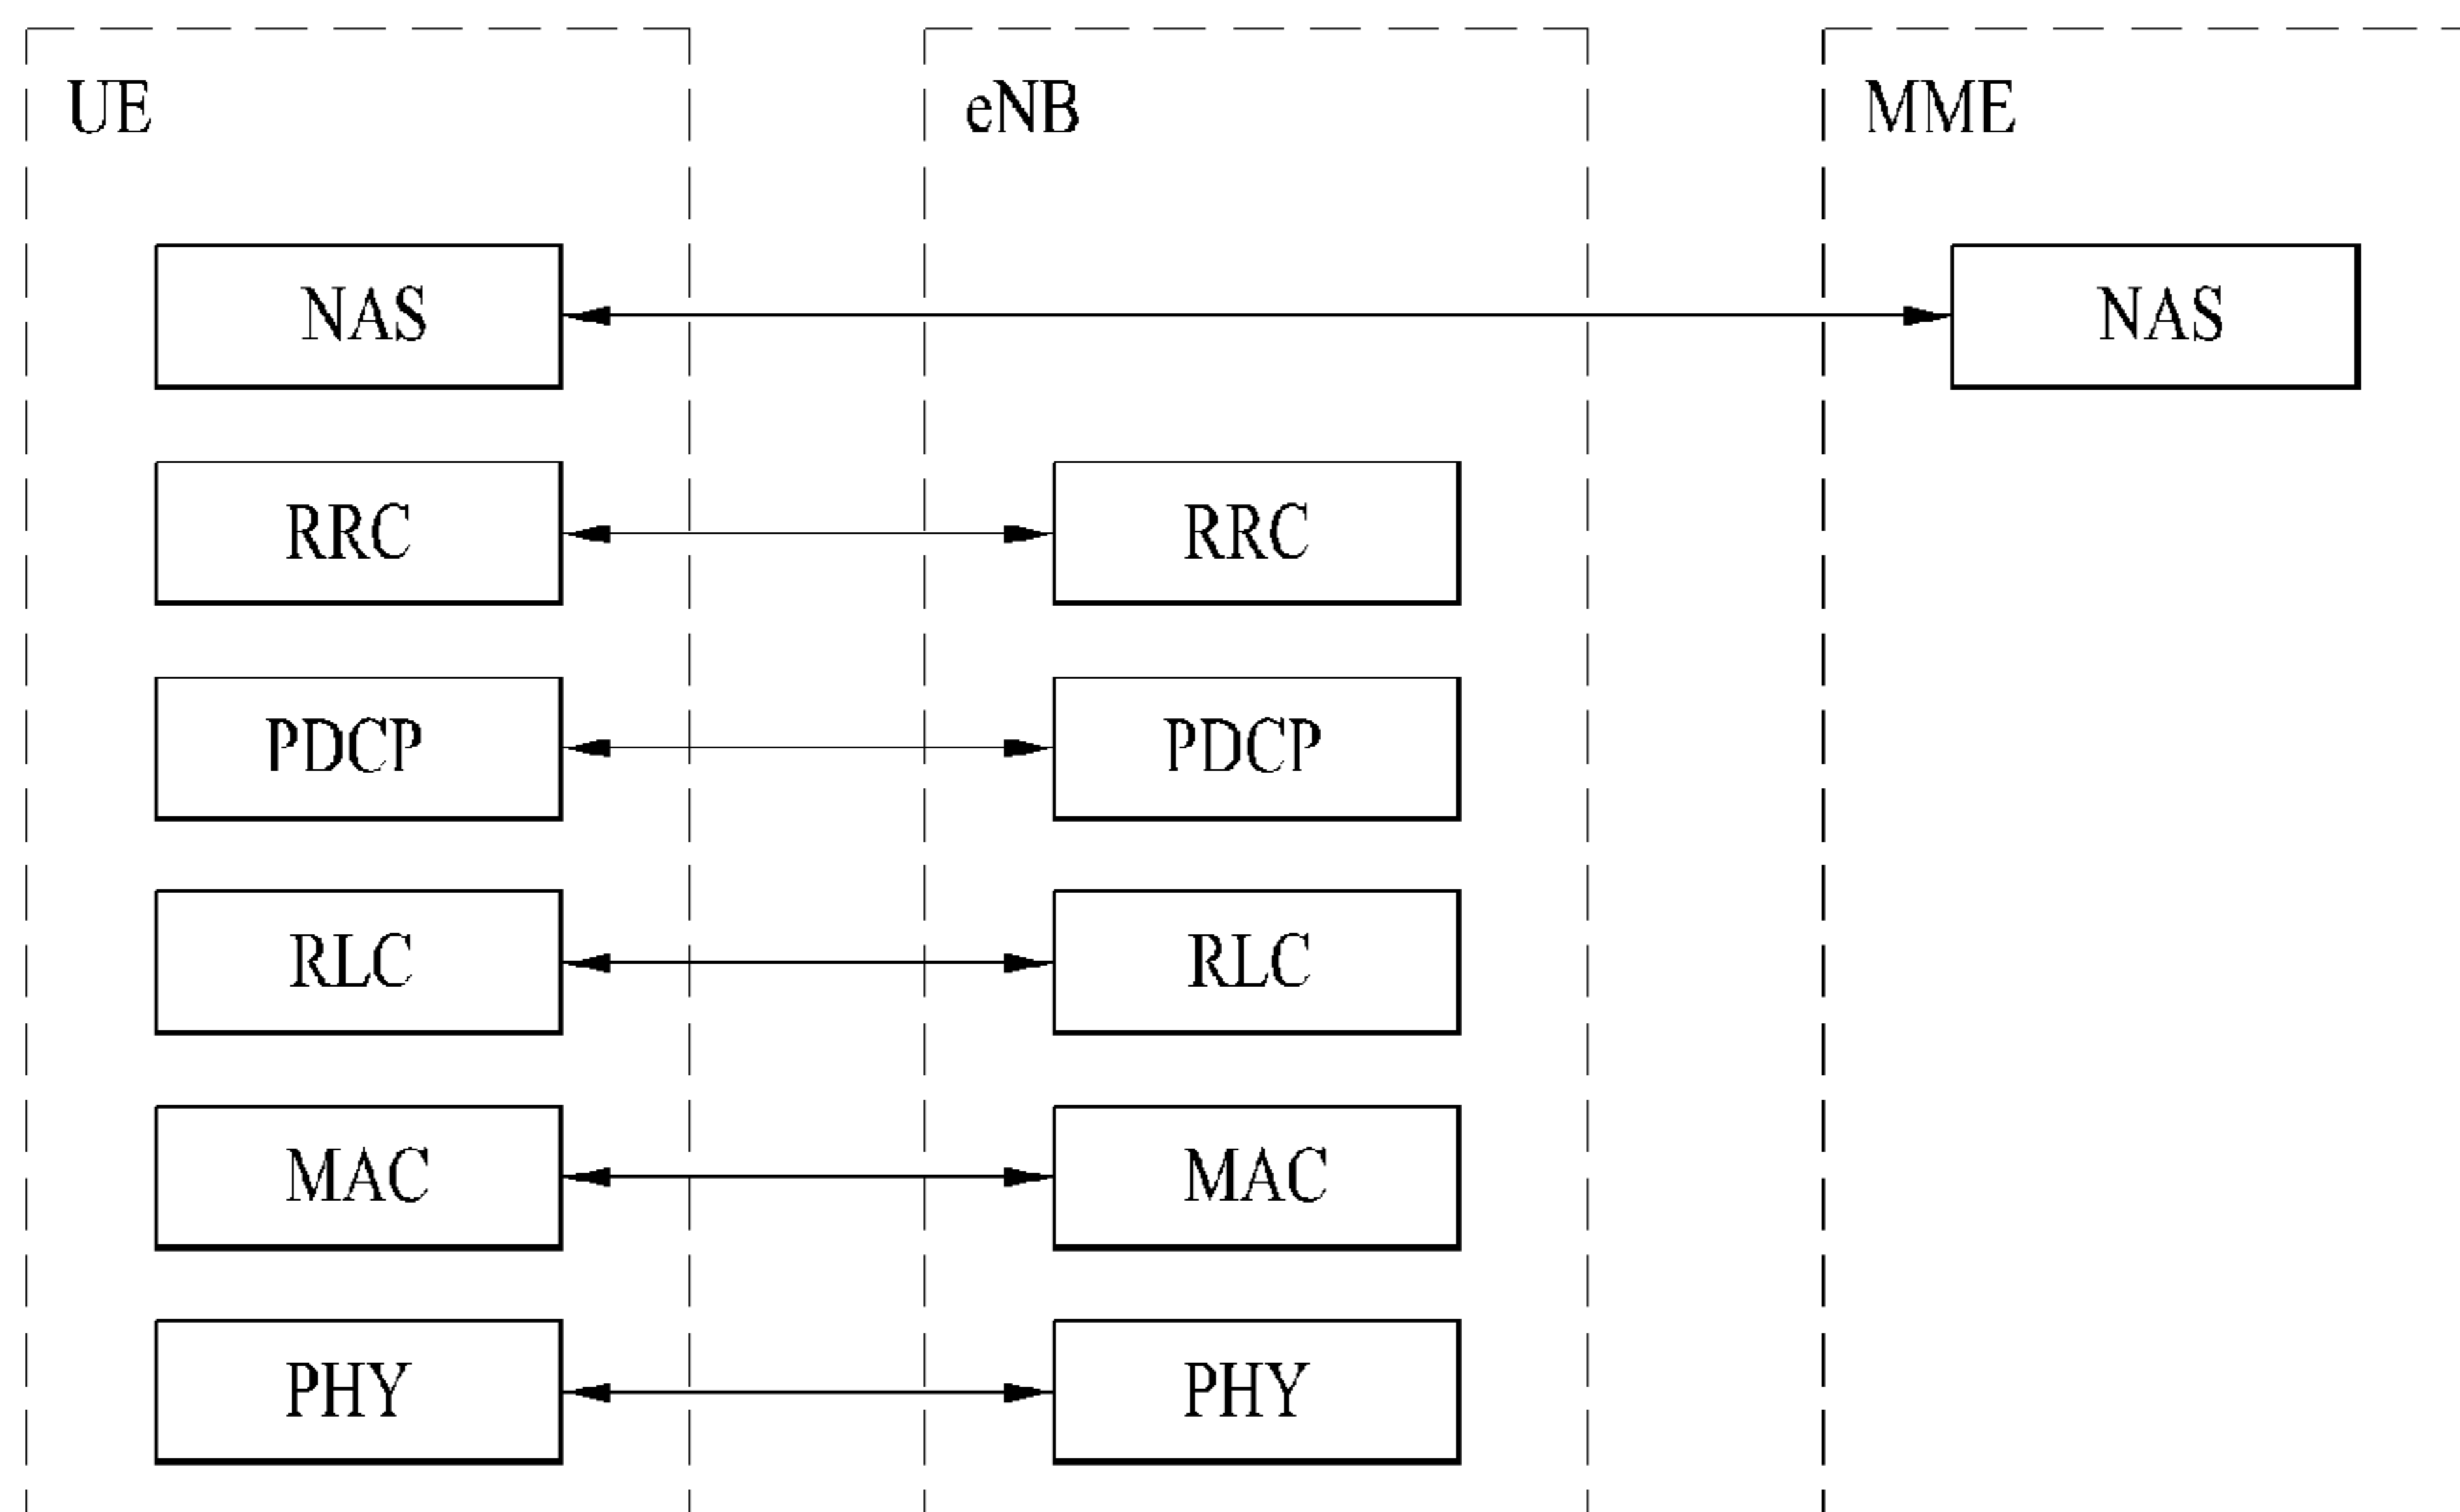 UE eNB MME
NAS NAS
RRC RRC
PDCP PDCP
RLC RLC
MAC MAC
PHY PHY